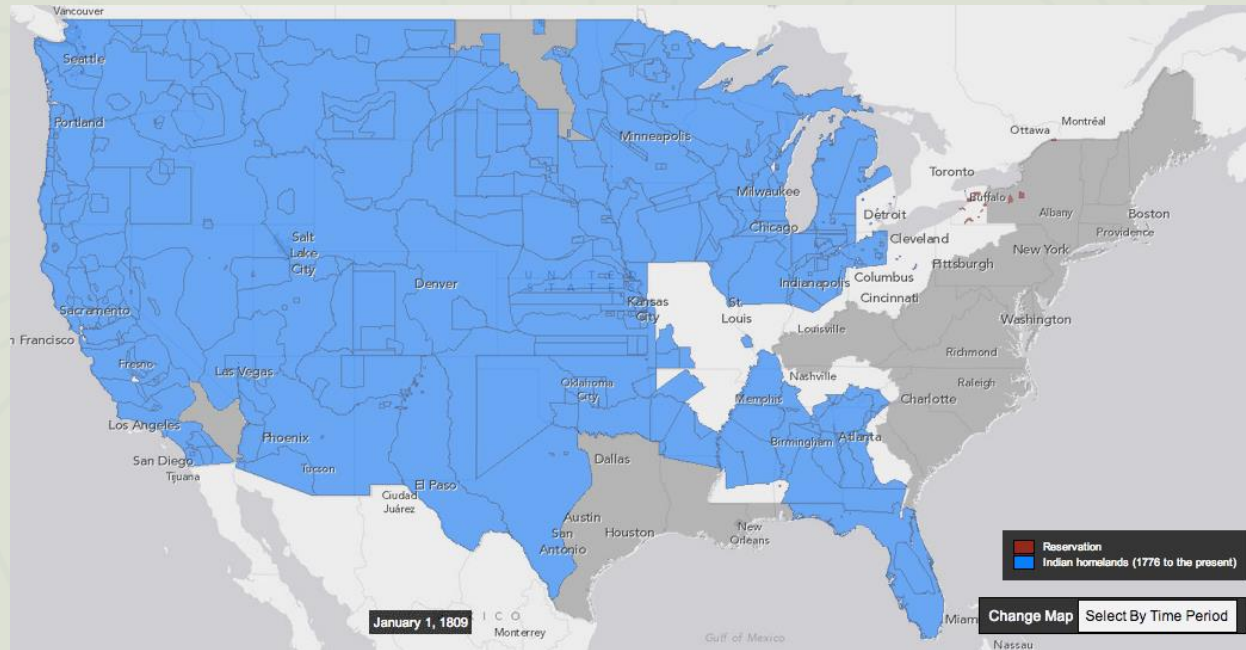 Vancouver
Seattle
Portland
Minneapolis
Ottawa
Montréal
Toronto
Buffalo
Albany
Boston
Providence
Milwaukee
Détroit
Chicago
Cleveland
New York
Pittsburgh
Salt
Lake
City
Denver
UNITED
STATES
Indianapolis
Columbus
Cincinnati
Kansas
City
St.
Louis
Louisville
Washington
Sacramento
n Francisco
Fresno
Las Vegas
Richmond
Oklahoma
City
Nashville
Raleigh
Memphis
Charlotte
Los Angeles
Phoenix
Birmingham
Atlanta
San Diego
Tijuana
Tucson
Dallas
El Paso
Ciudad
Juárez
Austin
San
Antonio
Houston
New
Orleans
Reservation
Indian homelands (1776 to the present)
January 1, 1809
ICO
Monterrey
Gulf of Mexico
Miam
Change Map
Select By Time Period
Nassau